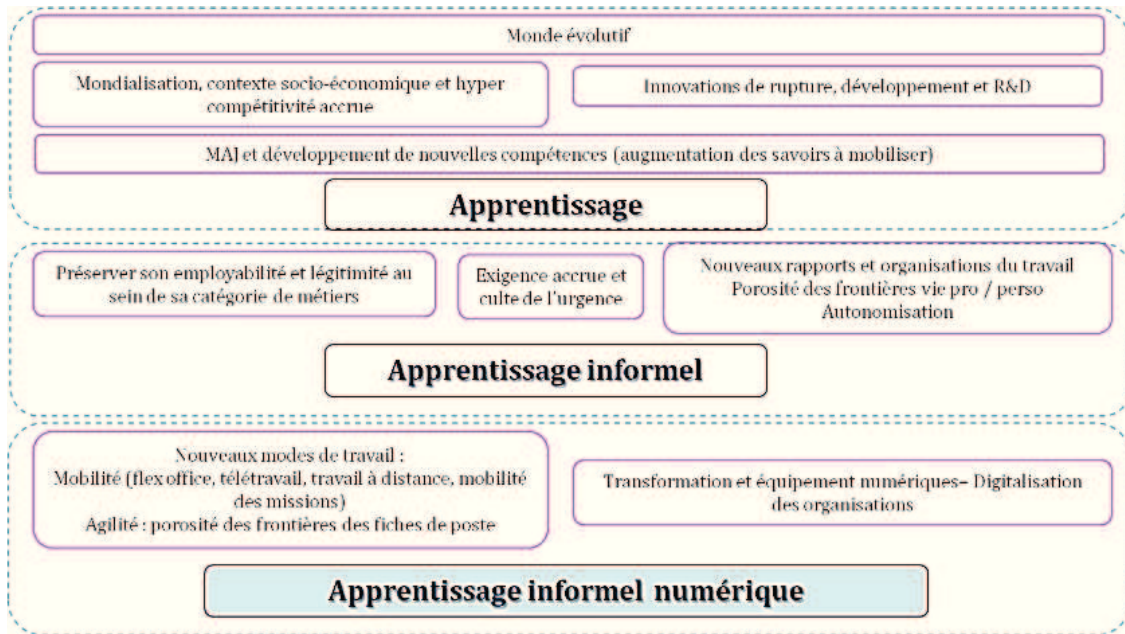 Monde évolutif
Mondialisation, contexte socio-économique et hyper
compétitivité accrue
Innovations de rupture, développement et R&D
MAJ et développement de nouvelles compétences (augmentation des savoirs à mobiliser)
Apprentissage
Préserver son employabilité et légitimité au
sein de sa catégorie de métiers
Exigence accrue et
culte de l'urgence
Nouveaux rapports et organisations du travail
Porosité des frontières vie pro / perso
Autonomisation
Apprentissage informel
Nouveaux modes de travail :
Mobilité (flex office, télétravail, travail à distance, mobilité
des missions)
Agilité : porosité des frontières des fiches de poste
Transformation et équipement numériques– Digitalisation
des organisations
Apprentissage informel numérique